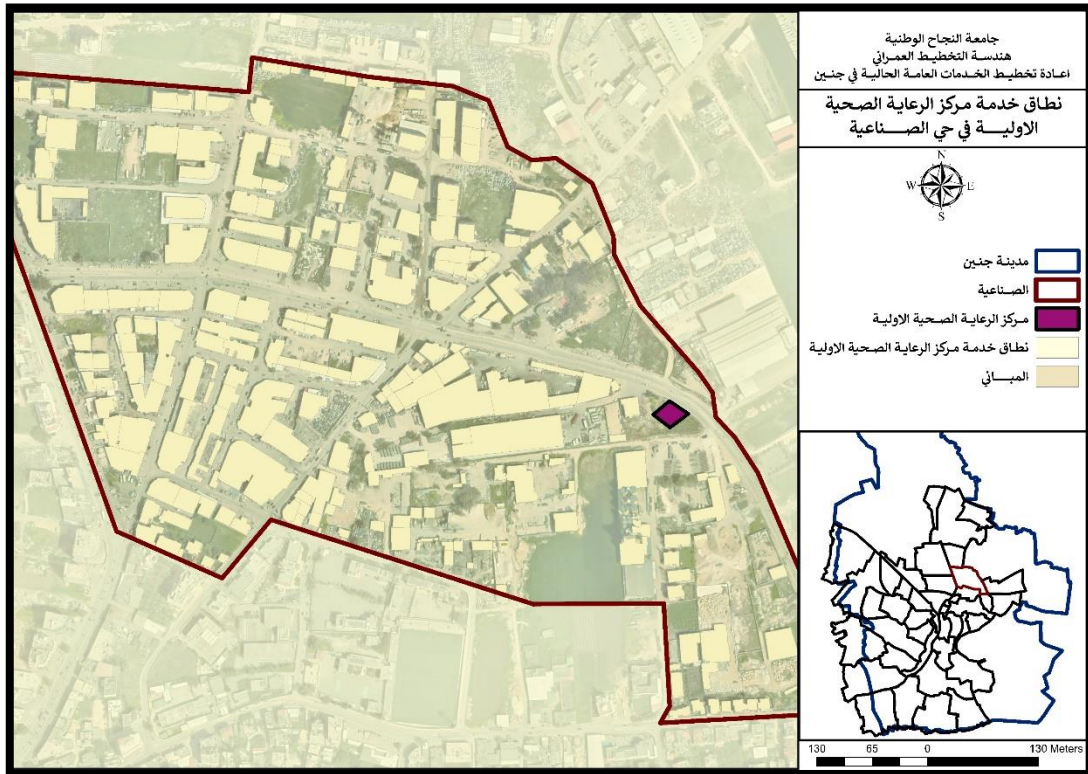 جامعة النجاح الوطنية
هندسة التخطيط العمراني
اعادة تخطيط الخدمات العامة الحالية في جنين
نطاق خدمة مركز الرعاية الصحية
الاولية في حي الصناعية
N
W E
S
مدينة جنين
الصناعية
مركز الرعاية الصحية الاولية
نطاق خدمة مركز الرعاية الصحية الاولية
المباني
130 65 0 130 Meters